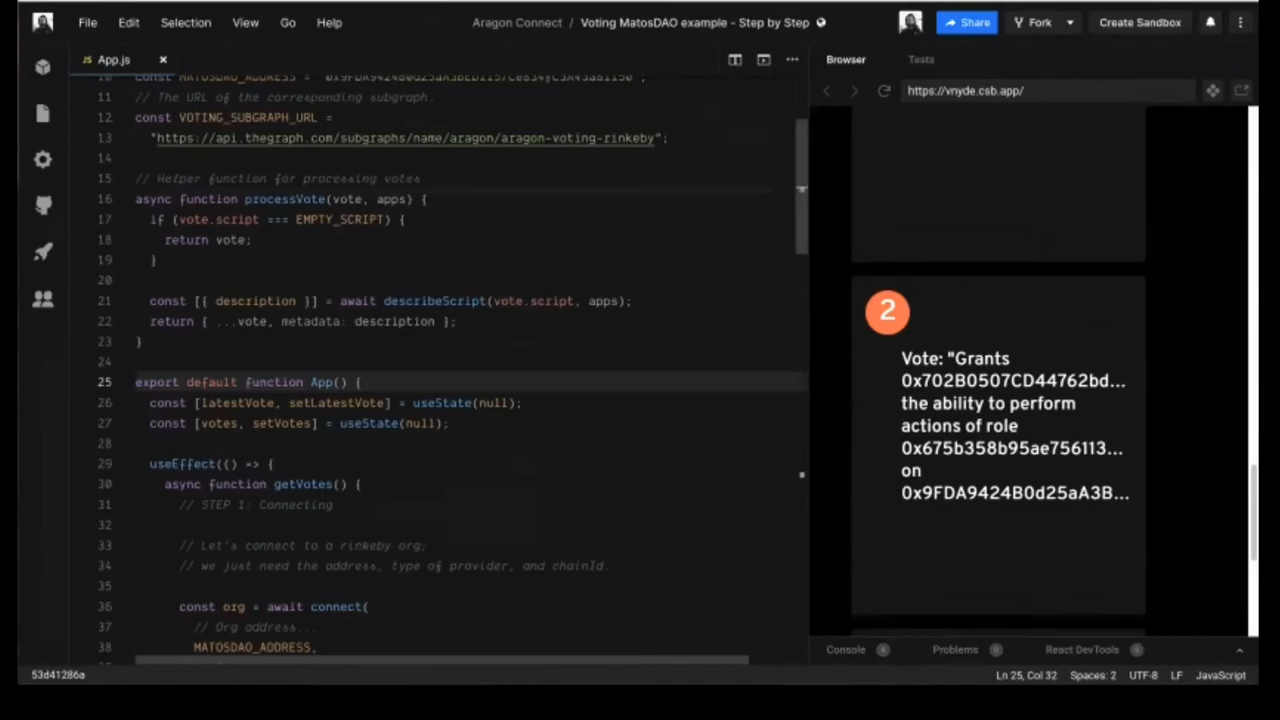 File Edit Selection View Go Help
Aragon Connect / Voting MatosDAO example - Step by Step
Share Fork Create Sandbox
JS App.js
Browser Tests
https://vnyde.csb.app/
11 // The URL of the corresponding subgraph.
12 const VOTING_SUBGRAPH_URL =
13 "https://api.thegraph.com/subgraphs/name/aragon/aragon-voting-rinkeby";
14
15 // Helper function for processing votes
16 async function processVote(vote, apps) {
17 if (vote.script === EMPTY_SCRIPT) {
18 return vote;
19 }
20
21 const [{ description }] = await describeScript(vote.script, apps);
22 return { ...vote, metadata: description };
23 }
24
25 export default function App() {
26 const [latestVote, setLatestVote] = useState(null);
27 const [votes, setVotes] = useState(null);
28
29 useEffect(() => {
30 async function getVotes() {
31 // STEP 1: Connecting
32
33 // Let's connect to a rinkeby org;
34 // we just need the address, type of provider, and chainId.
35
36 const org = await connect(
37 // Org address...
38 MATOSDAO_ADDRESS,
2
Vote: "Grants
0x702B0507CD44762bd...
the ability to perform
actions of role
0x675b358b95ae756113...
on
0x9FDA9424B0d25aA3B...
Console 0 Problems 0 React DevTools 0
53d41286a
Ln 25, Col 32 Spaces: 2 UTF-8 LF JavaScript